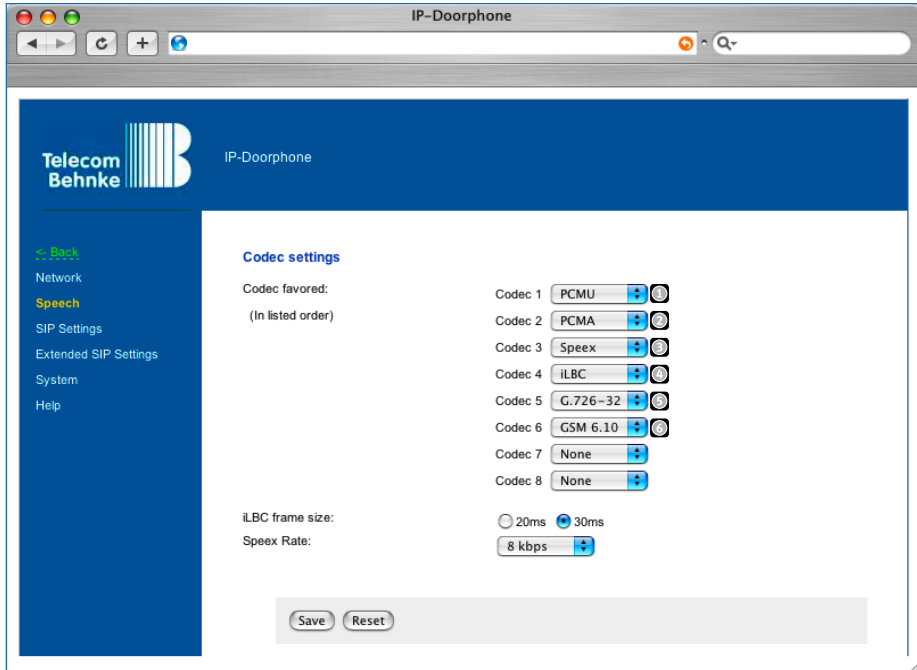 IP-Doorphone
Telecom
Behnke
IP-Doorphone
<- Back
Network
Speech
SIP Settings
Extended SIP Settings
System
Help
Codec settings
Codec favored:
(In listed order)
Codec 1 PCMU 1
Codec 2 PCMA 2
Codec 3 Speex 3
Codec 4 iLBC 4
Codec 5 G.726-32 5
Codec 6 GSM 6.10 6
Codec 7 None
Codec 8 None
iLBC frame size: 20ms 30ms
Speex Rate: 8 kbps
Save Reset